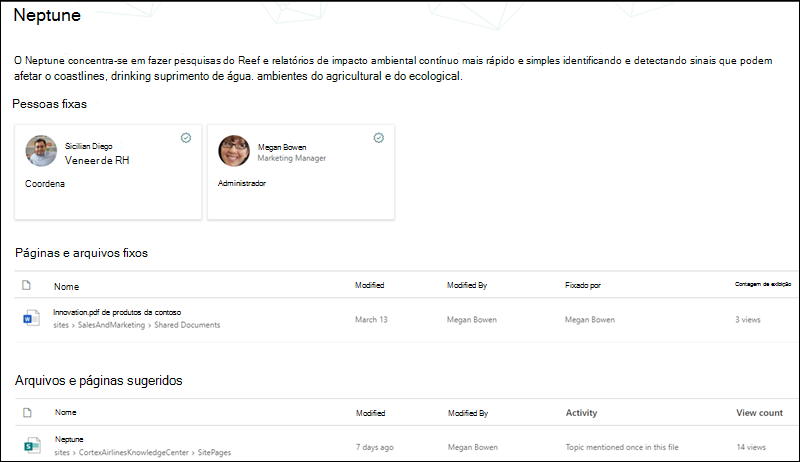 Neptune
O Neptune concentra-se em fazer pesquisas do Reef e relatórios de impacto ambiental contínuo mais rápido e simples identificando e detectando sinais que podem
afetar o coastlines, drinking suprimento de água. ambientes do agricultural e do ecological.
Pessoas fixas
Sicilian Diego
Veneer de RH
Coordena
Megan Bowen
Marketing Manager
Administrador
Páginas e arquivos fixos
Nome Modified Modified By Fixado por Contagem de exibição
Innovation.pdf de produtos da contoso
sites › SalesAndMarketing › Shared Documents March 13 Megan Bowen Megan Bowen 3 views
Arquivos e páginas sugeridos
Nome Modified Modified By Activity View count
Neptune
sites › CortexAirlinesKnowledgeCenter › SitePages 7 days ago Megan Bowen Topic mentioned once in this file 14 views